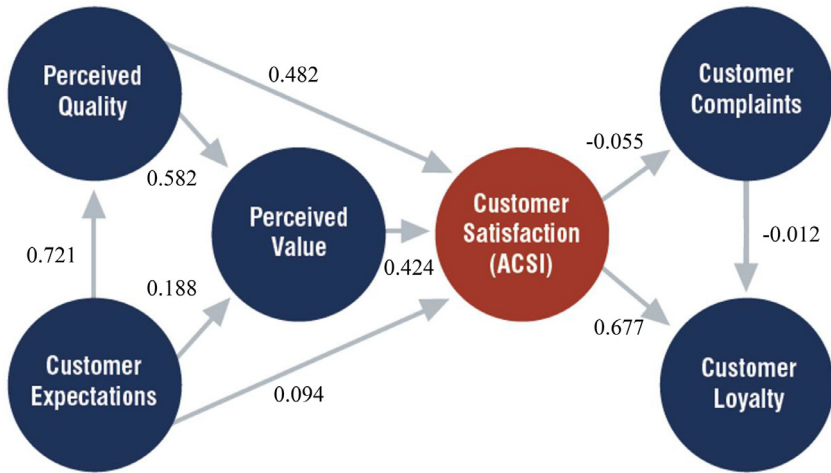 Perceived
Quality
0.482
Customer
Complaints
-0.055
0.582
Perceived
Value
Customer
Satisfaction
(ACSI)
-0.012
0.721
0.424
0.188
0.677
Customer
Expectations
0.094
Customer
Loyalty